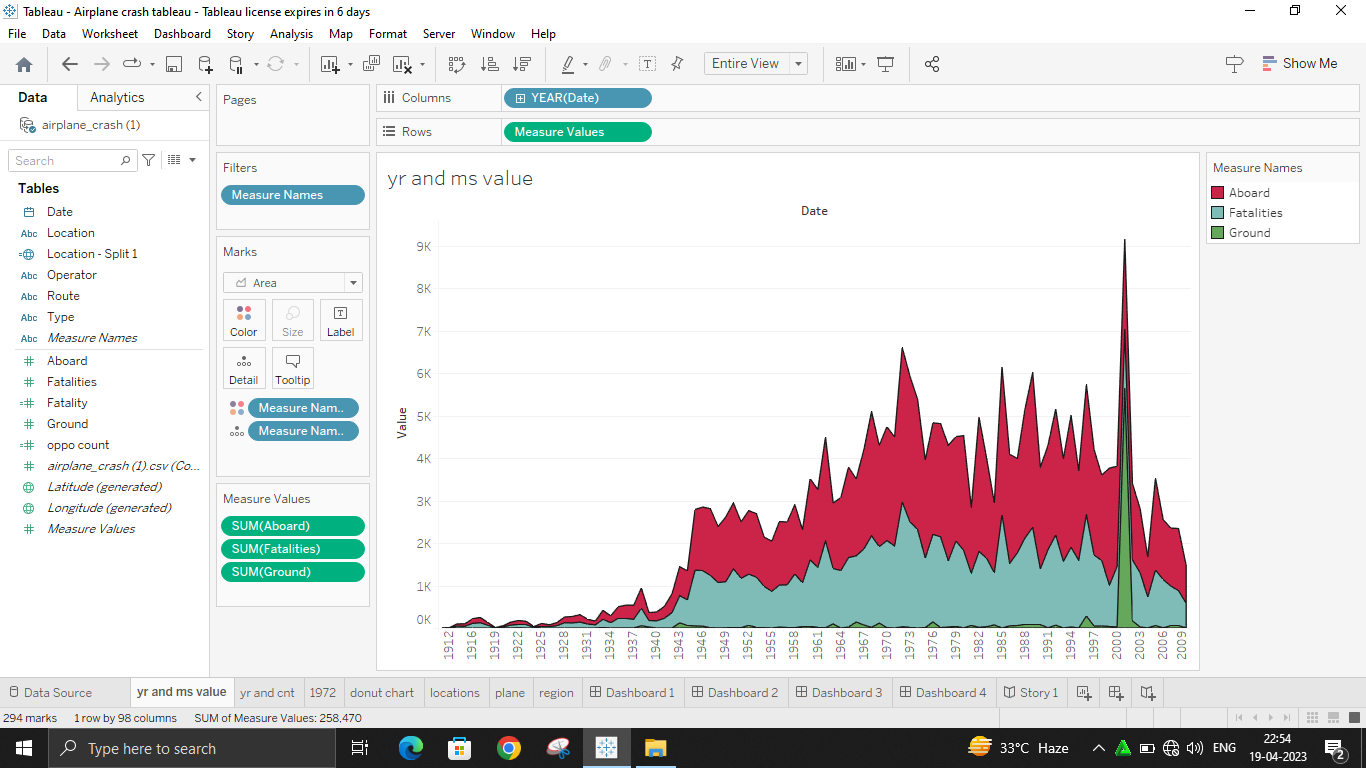 Tableau - Airplane crash tableau - Tableau license expires in 6 days
File Data Worksheet Dashboard Story Analysis Map Format Server Window Help
Entire View
Show Me
Data Analytics
airplane_crash (1)
Search
Tables
Date
Abc Location
Location - Split 1
Abc Operator
Abc Route
Abc Type
Abc Measure Names
# Aboard
# Fatalities
=# Fatality
# Ground
=# oppo count
# airplane_crash (1).csv (Co...
Latitude (generated)
Longitude (generated)
# Measure Values
Pages
Filters
Measure Names
Marks
Area
Color Size Label
Detail Tooltip
Measure Nam..
Measure Nam..
Measure Values
SUM(Aboard)
SUM(Fatalities)
SUM(Ground)
Columns YEAR(Date)
Rows Measure Values
yr and ms value
Date
Value
9K
8K
7K
6K
5K
4K
3K
2K
1K
0K
1912 1916 1919 1922 1925 1928 1931 1934 1937 1940 1943 1946 1949 1952 1955 1958 1961 1964 1967 1970 1973 1976 1979 1982 1985 1988 1991 1994 1997 2000 2003 2006 2009
Measure Names
Aboard
Fatalities
Ground
Data Source yr and ms value yr and cnt 1972 donut chart locations plane region Dashboard 1 Dashboard 2 Dashboard 3 Dashboard 4 Story 1
294 marks 1 row by 98 columns SUM of Measure Values: 258,470
Type here to search
33°C Haze
ENG
22:54
19-04-2023
2